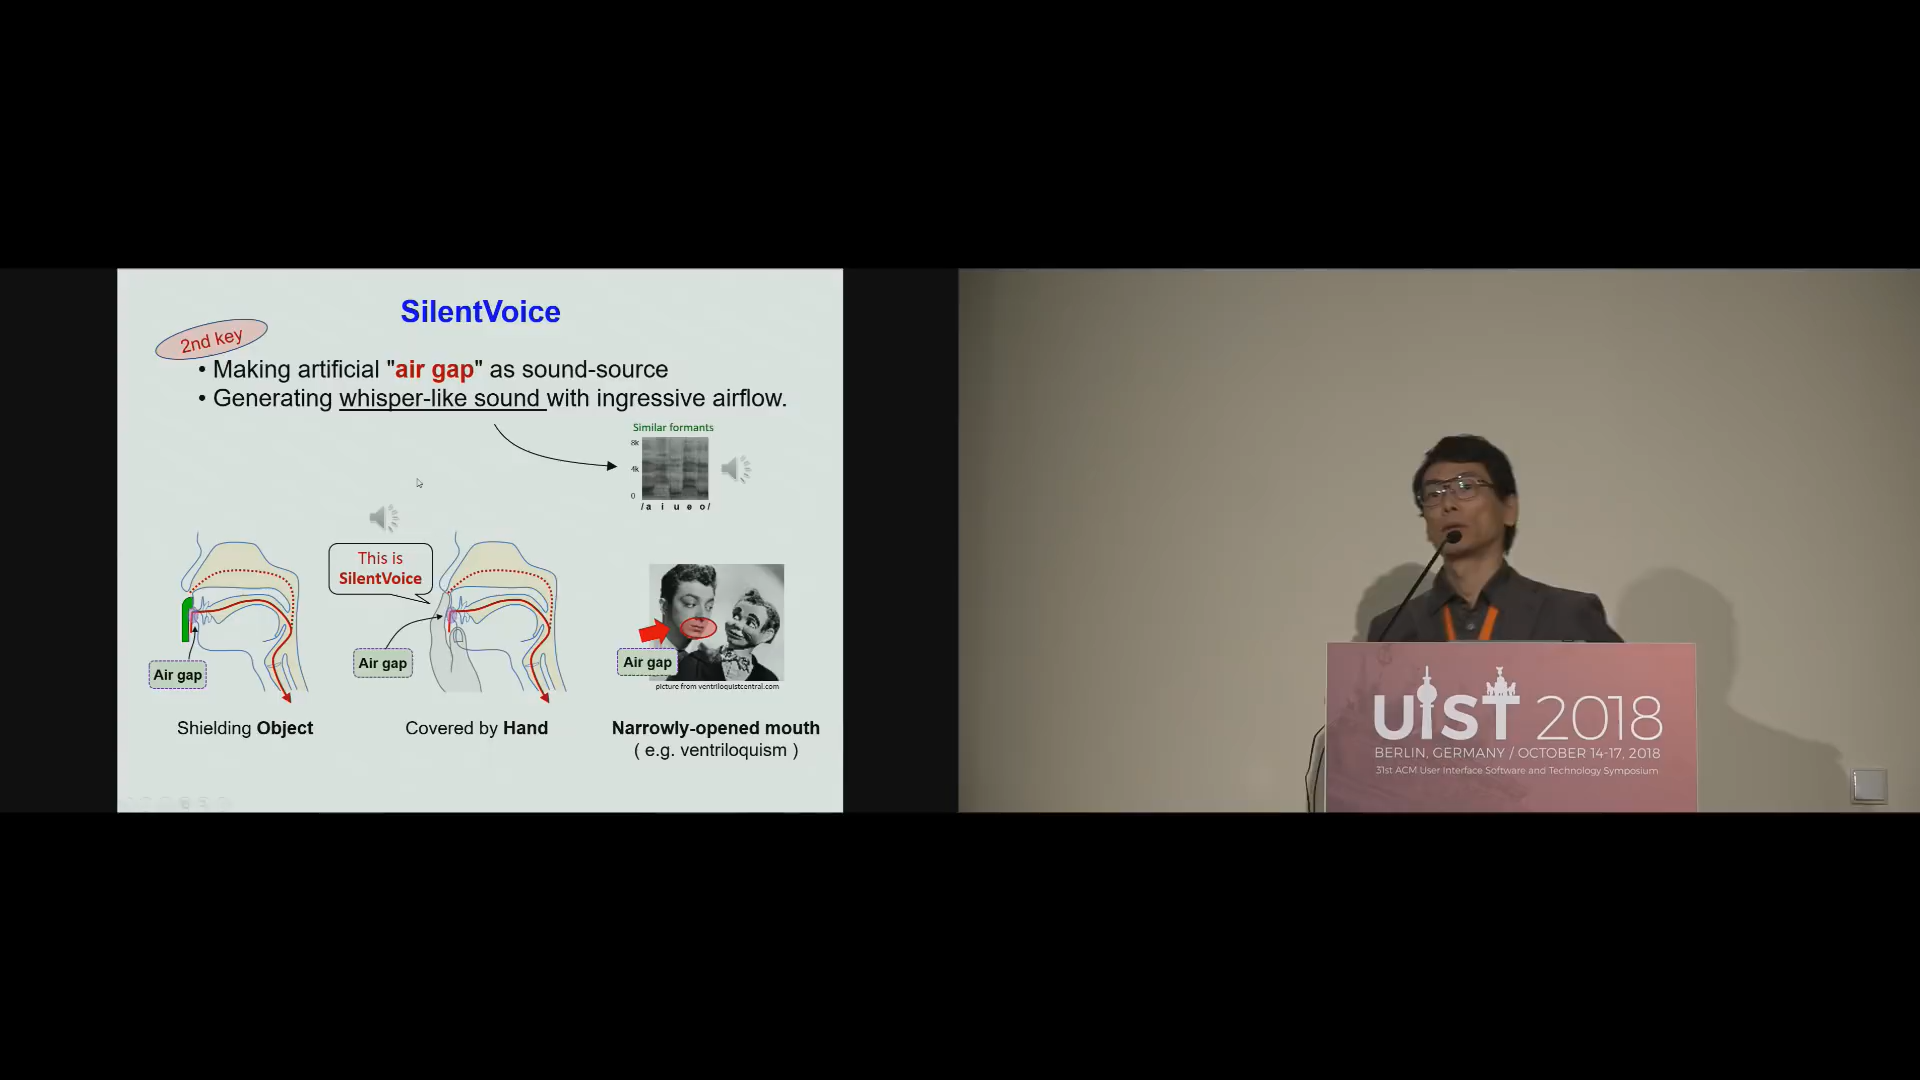 SilentVoice
2nd key
• Making artificial "air gap" as sound-source
• Generating whisper-like sound with ingressive airflow.
Similar formants
8k
4k
0
/a i u e o/
This is
SilentVoice
Air gap
Air gap
Air gap
picture from ventriloquistcentral.com
Shielding Object
Covered by Hand
Narrowly-opened mouth
( e.g. ventriloquism )
UIST 2018
BERLIN, GERMANY / OCTOBER 14-17, 2018
31st ACM User Interface Software and Technology Symposium